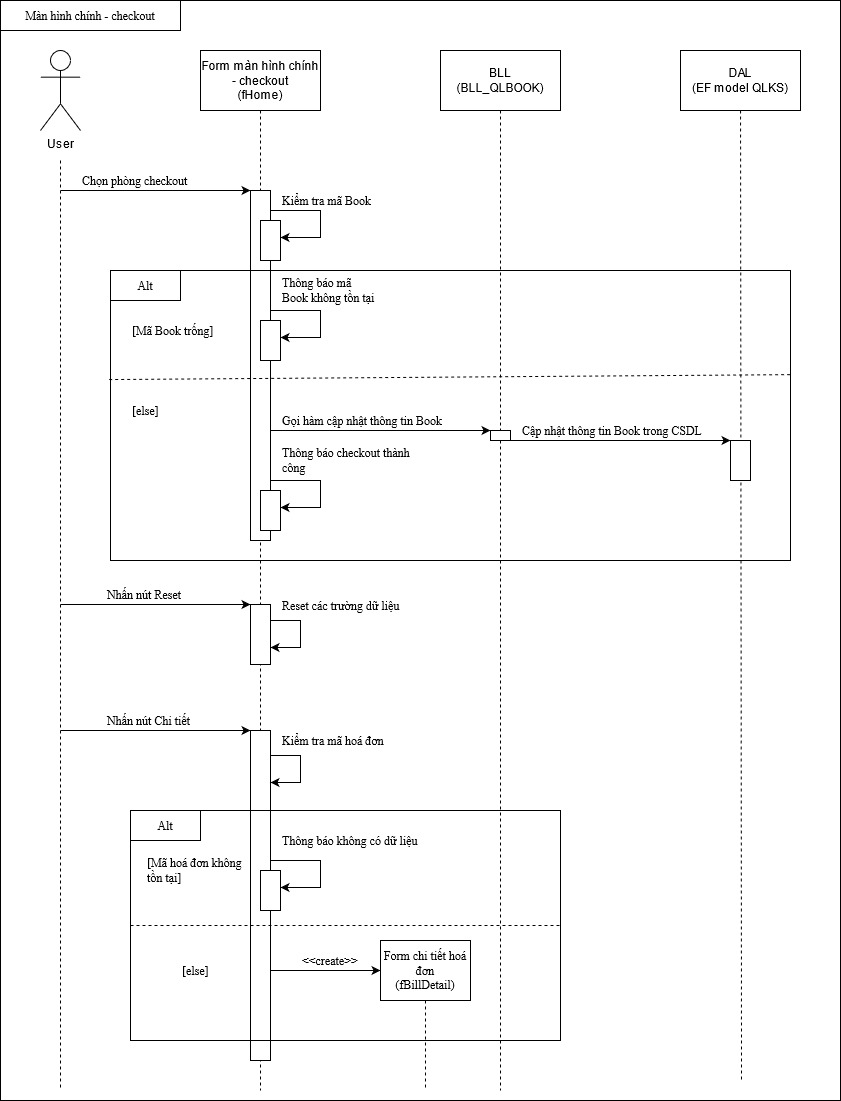 Màn hình chính - checkout
Form màn hình chính
- checkout
(fHome)
BLL
(BLL_QLBOOK)
DAL
(EF model QLKS)
User
Chọn phòng checkout
Kiểm tra mã Book
Alt
Thông báo mã
Book không tồn tại
[Mã Book trống]
[else]
Gọi hàm cập nhật thông tin Book
Cập nhật thông tin Book trong CSDL
Thông báo checkout thành
công
Nhấn nút Reset
Reset các trường dữ liệu
Nhấn nút Chi tiết
Kiểm tra mã hoá đơn
Alt
Thông báo không có dữ liệu
[Mã hoá đơn không
tồn tại]
[else]
<<create>>
Form chi tiết hoá
đơn
(fBillDetail)